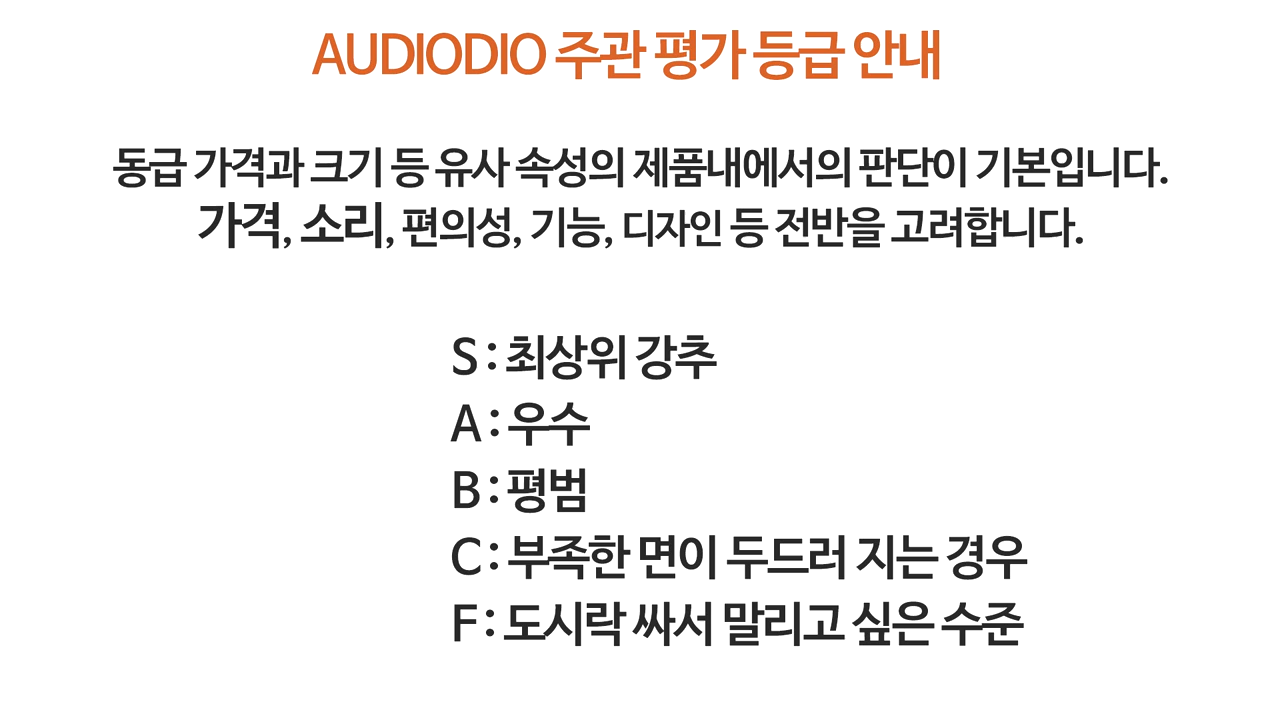 AUDIODIO 주관 평가 등급 안내
동급 가격과 크기 등 유사 속성의 제품내에서의 판단이 기본입니다.
가격, 소리, 편의성, 기능, 디자인 등 전반을 고려합니다.
S : 최상위 강추
A : 우수
B : 평범
C : 부족한 면이 두드러 지는 경우
F : 도시락 싸서 말리고 싶은 수준